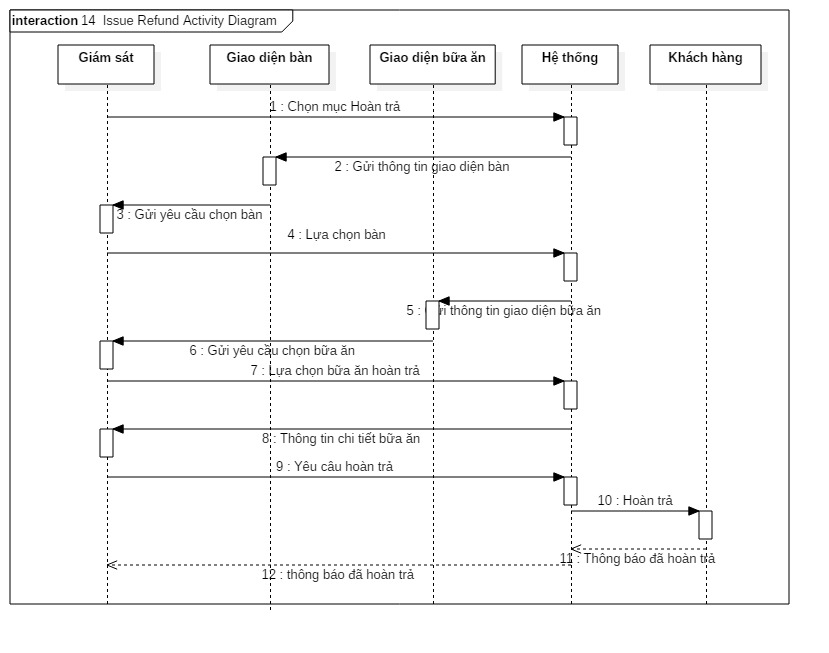 interaction 14 Issue Refund Activity Diagram
Giám sát
Giao diện bàn
Giao diện bữa ăn
Hệ thống
Khách hàng
1 : Chọn mục Hoàn trả
2 : Gửi thông tin giao diện bàn
3 : Gửi yêu cầu chọn bàn
4 : Lựa chọn bàn
5 : thông tin giao diện bữa ăn
6 : Gửi yêu cầu chọn bữa ăn
7 : Lựa chọn bữa ăn hoàn trả
8 : Thông tin chi tiết bữa ăn
9 : Yêu câu hoàn trả
10 : Hoàn trả
11 : Thông báo đã hoàn trả
12 : thông báo đã hoàn trả